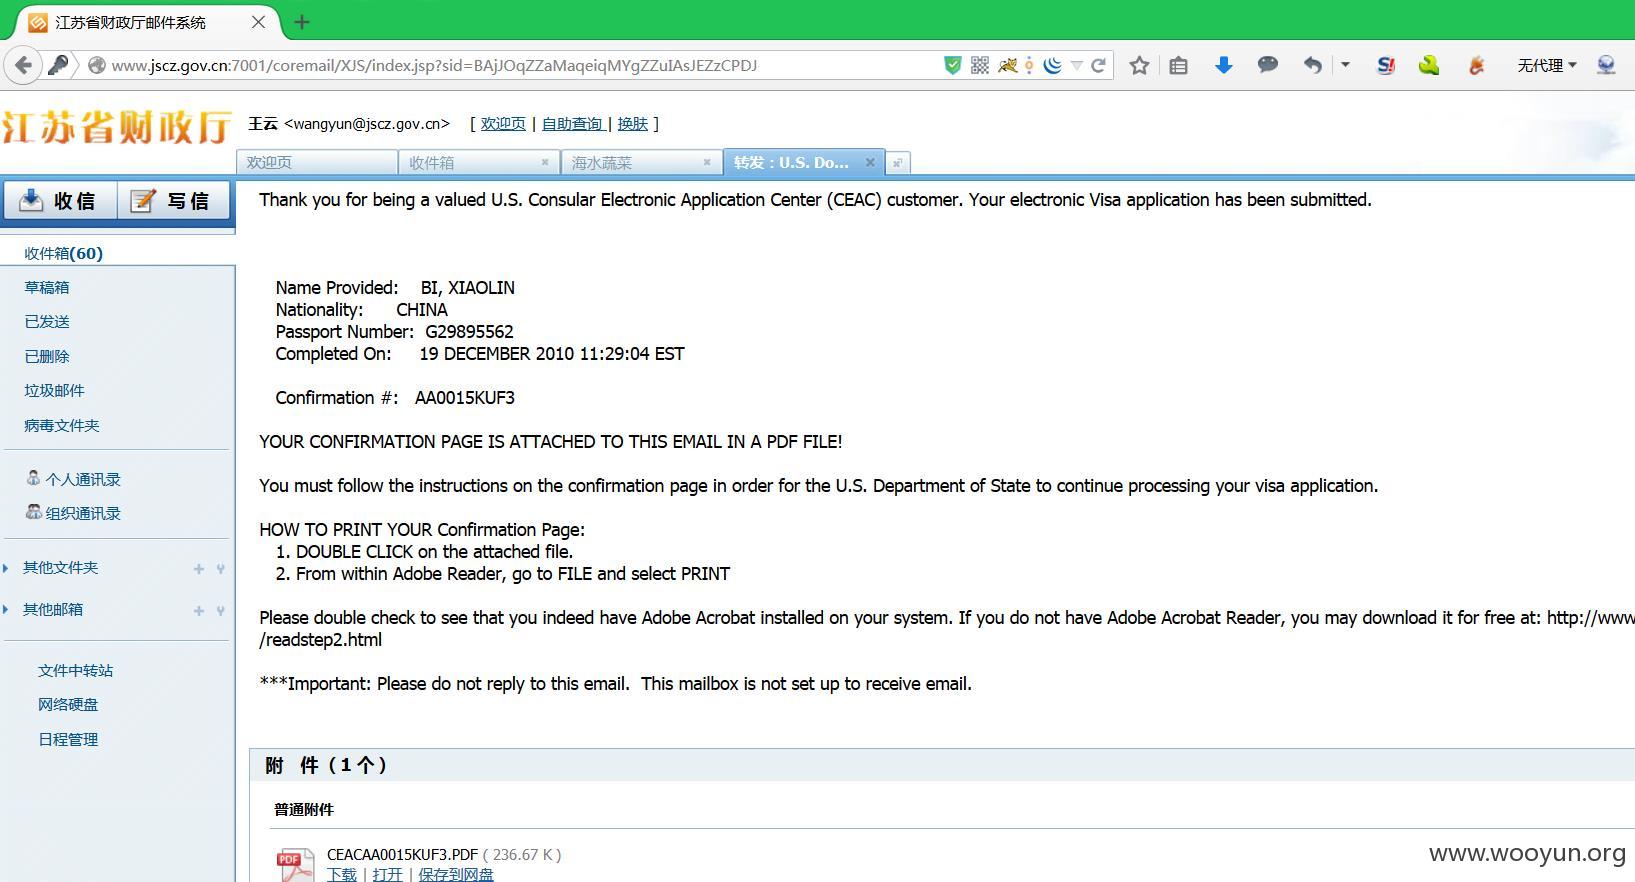 江苏省财政厅邮件系统
www.jscz.gov.cn:7001/coremail/XJS/index.jsp?sid=BAjJOqZZaMaqeiqMYgZZuIAsJEZzCPDJ
无代理
江苏省财政厅
王云 <wangyun@jscz.gov.cn> [ 欢迎页 | 自助查询 | 换肤 ]
欢迎页 收件箱 海水蔬菜 转发：U.S. Do...
收信 写信
收件箱(60)
草稿箱
已发送
已删除
垃圾邮件
病毒文件夹
个人通讯录
组织通讯录
其他文件夹
其他邮箱
文件中转站
网络硬盘
日程管理
Thank you for being a valued U.S. Consular Electronic Application Center (CEAC) customer. Your electronic Visa application has been submitted.
Name Provided: BI, XIAOLIN
Nationality: CHINA
Passport Number: G29895562
Completed On: 19 DECEMBER 2010 11:29:04 EST
Confirmation #: AA0015KUF3
YOUR CONFIRMATION PAGE IS ATTACHED TO THIS EMAIL IN A PDF FILE!
You must follow the instructions on the confirmation page in order for the U.S. Department of State to continue processing your visa application.
HOW TO PRINT YOUR Confirmation Page:
1. DOUBLE CLICK on the attached file.
2. From within Adobe Reader, go to FILE and select PRINT
Please double check to see that you indeed have Adobe Acrobat installed on your system. If you do not have Adobe Acrobat Reader, you may download it for free at: http://www
/readstep2.html
***Important: Please do not reply to this email. This mailbox is not set up to receive email.
附 件（1 个）
普通附件
PDF
CEACAA0015KUF3.PDF ( 236.67 K )
下载 | 打开 | 保存到网盘
www.wooyun.org